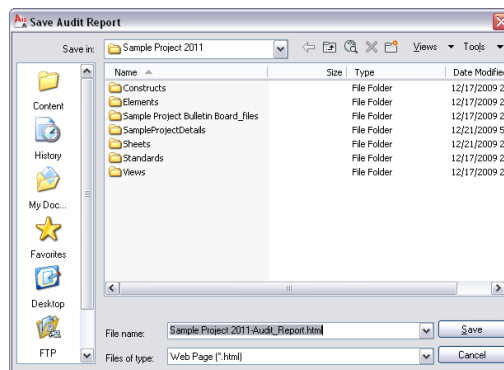 Save Audit Report
Save in: Sample Project 2011 Views Tools
Name Size Type Date Modifie
Constructs File Folder 12/17/2009 2
Elements File Folder 12/17/2009 2
Sample Project Bulletin Board_files File Folder 12/17/2009 2
SampleProjectDetails File Folder 12/21/2009 5
Sheets File Folder 12/21/2009 2
Standards File Folder 12/17/2009 2
Views File Folder 12/17/2009 2
Content
History
My Doc...
Favorites
Desktop
FTP
File name: Sample Project 2011-Audit_Report.html Save
Files of type: Web Page (*.html) Cancel